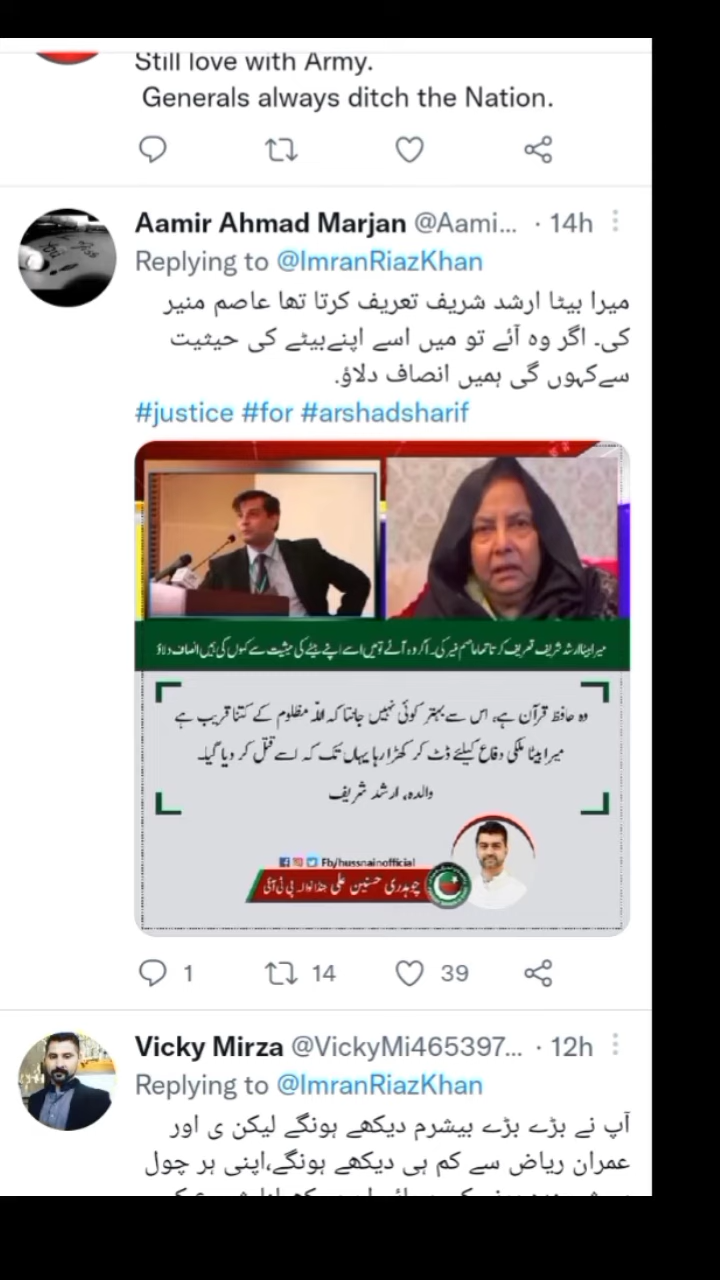 Still love with Army.
Generals always ditch the Nation.
Aamir Ahmad Marjan @Aami... · 14h
Replying to @ImranRiazKhan
میرا بیٹا ارشد شریف تعریف کرتا تھا عاصم منیر
کی۔ اگر وہ آئے تو میں اسے اپنےبیٹے کی حیثیت
سےکہوں گی ہمیں انصاف دلاؤ.
#justice #for #arshadsharif
میرا بیٹا ارشد شریف تعریف کرتا تھا عاصم منیر کی۔ اگر وہ آئے تو میں اسے اپنے بیٹے کی حیثیت سے کہوں گی ہمیں انصاف دلاؤ
وہ حافظ قرآن ہے، اس سے بہتر کوئی نہیں جانتا کہ اللہ مظلوم کے کتنا قریب ہے
میرا بیٹا ملکی دفاع کیلئے ڈٹ کر کھڑا رہا یہاں تک کہ اسے قتل کر دیا گیا۔
والدہ، ارشد شریف
Fb/hussnainofficial
چوہدری حسنین علی جنڈانوالہ پی ٹی آئی
1 14 39
Vicky Mirza @VickyMi465397... · 12h
Replying to @ImranRiazKhan
آپ نے بڑے بڑے بیشرم دیکھے ہونگے لیکن ی اور
عمران ریاض سے کم ہی دیکھے ہونگے،اپنی ہر چول